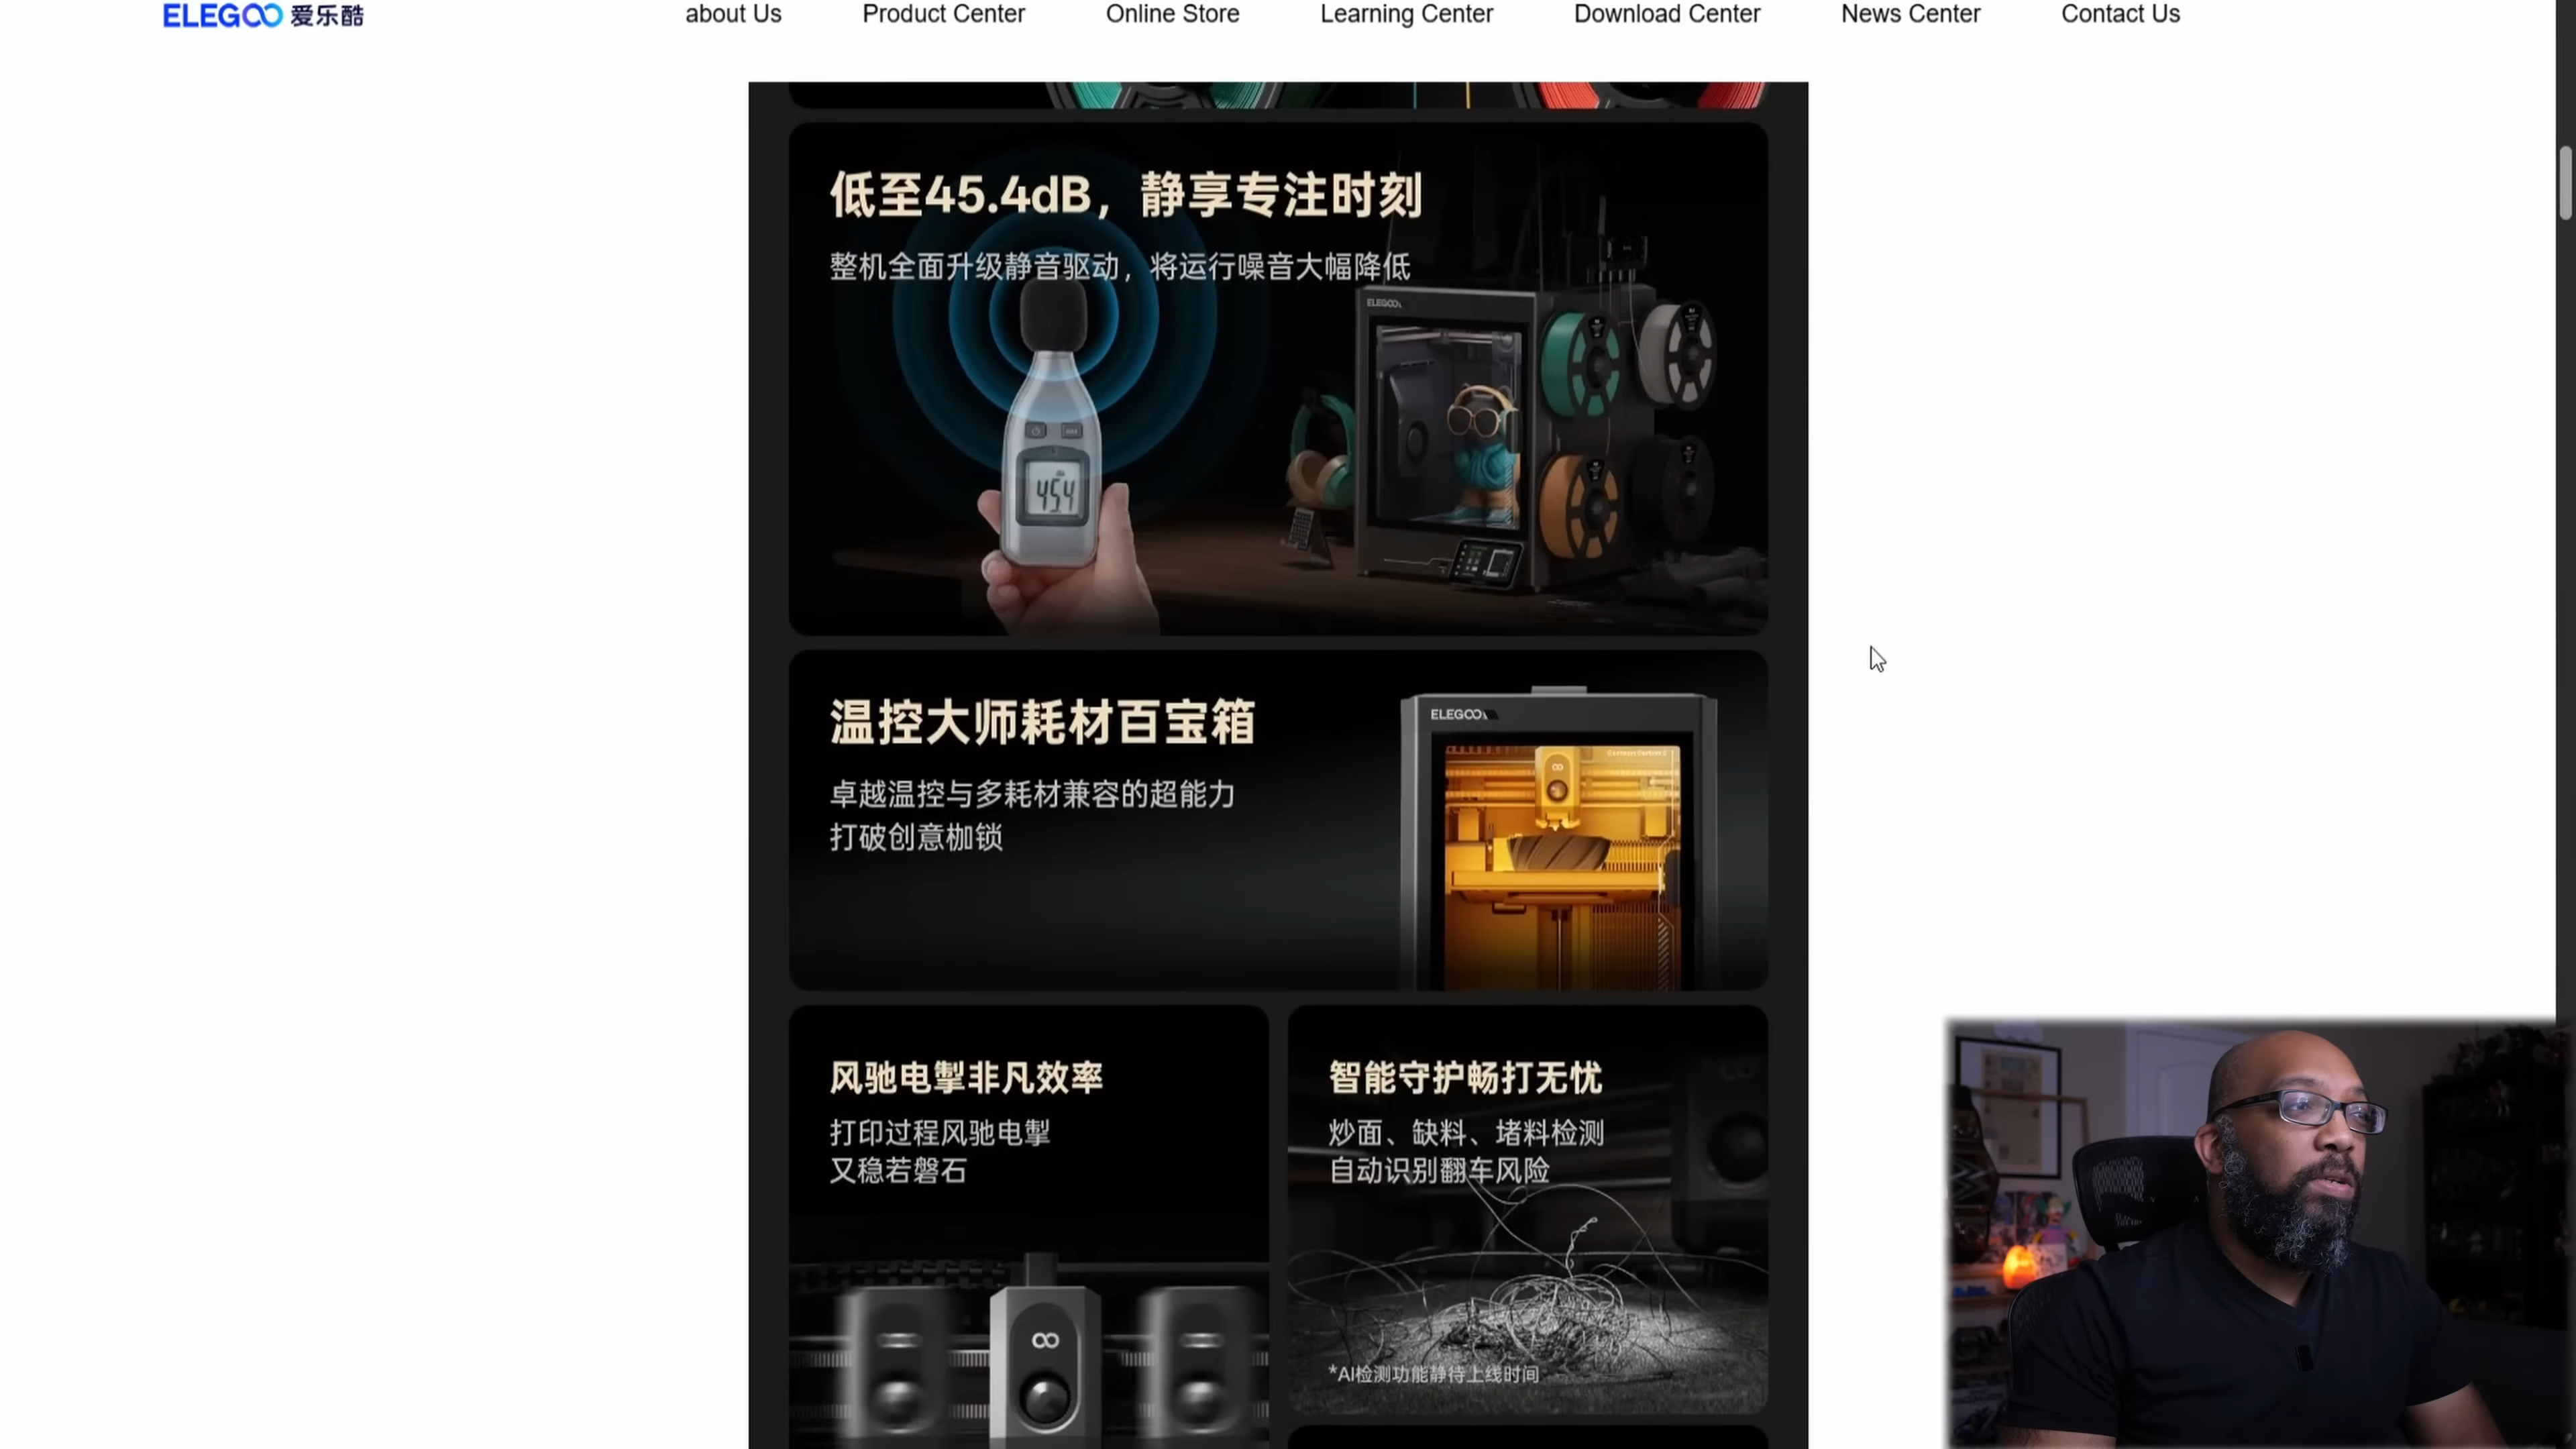 ELEGOO 爱乐酷
about Us
Product Center
Online Store
Learning Center
Download Center
News Center
Contact Us
低至45.4dB，静享专注时刻
整机全面升级静音驱动，将运行噪音大幅降低
ELEGOO
45.4
温控大师耗材百宝箱
卓越温控与多耗材兼容的超能力
打破创意枷锁
ELEGOO
风驰电掣非凡效率
打印过程风驰电掣
又稳若磐石
智能守护畅打无忧
炒面、缺料、堵料检测
自动识别翻车风险
*AI检测功能静待上线时间